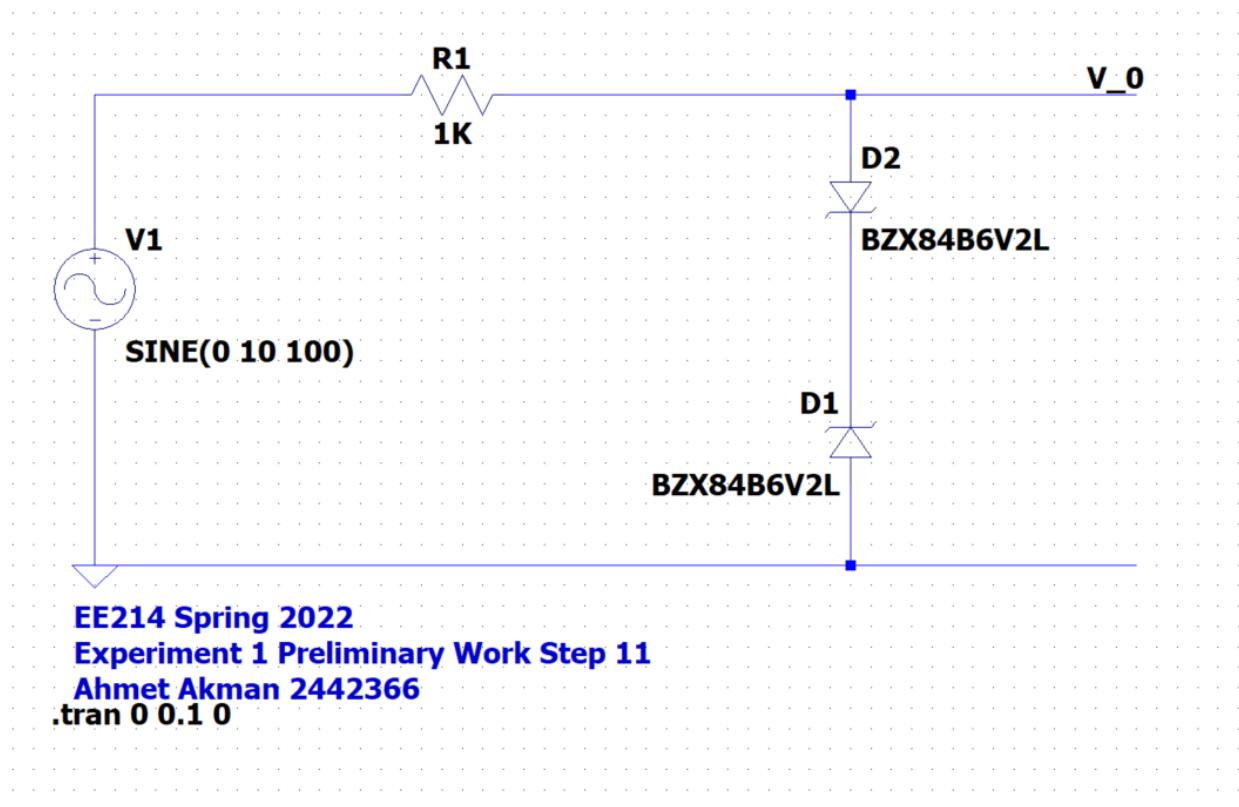 R1
1K
V_0
D2
BZX84B6V2L
V1
SINE(0 10 100)
D1
BZX84B6V2L
EE214 Spring 2022
Experiment 1 Preliminary Work Step 11
Ahmet Akman 2442366
.tran 0 0.1 0